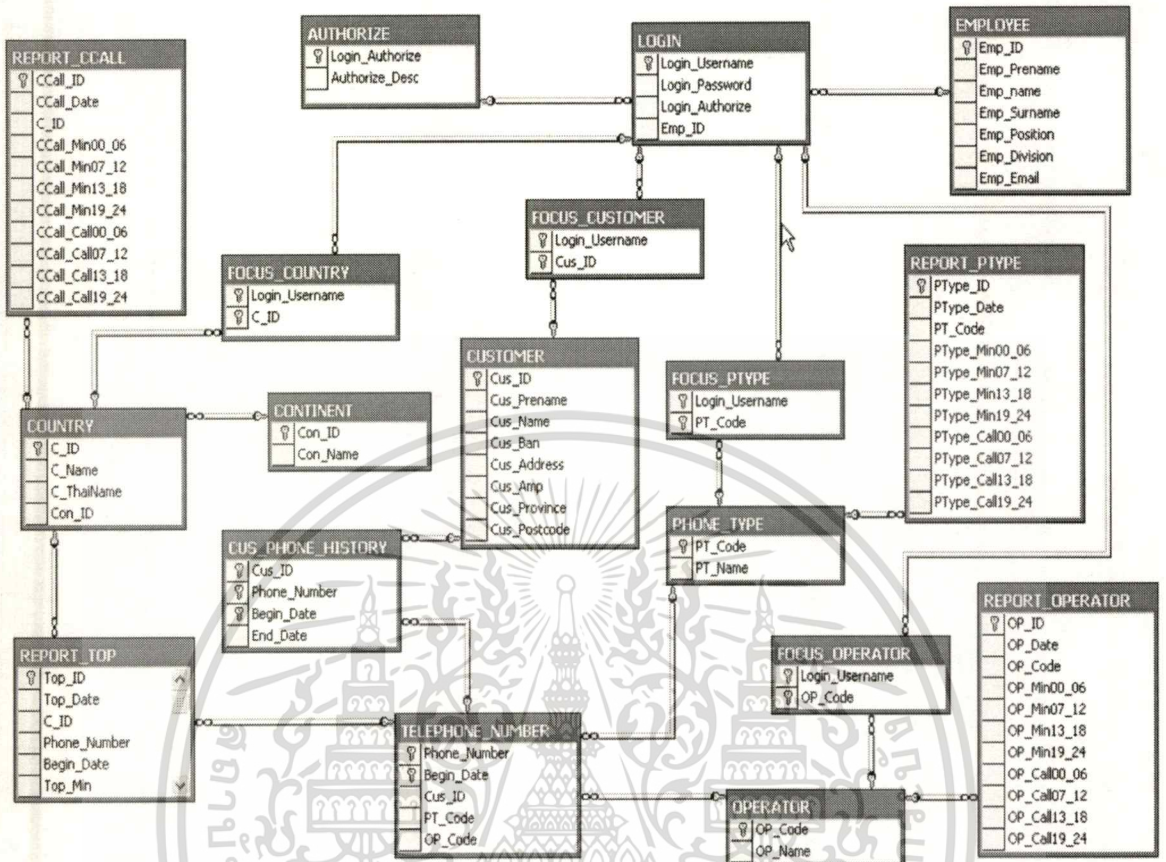 AUTHORIZE
Login_Authorize
Authorize_Desc
LOGIN
Login_Username
Login_Password
Login_Authorize
Emp_ID
EMPLOYEE
Emp_ID
Emp_Prename
Emp_name
Emp_Surname
Emp_Position
Emp_Division
Emp_Email
REPORT_CCALL
CCall_ID
CCall_Date
C_ID
CCall_Min00_06
CCall_Min07_12
CCall_Min13_18
CCall_Min19_24
CCall_Call00_06
CCall_Call07_12
CCall_Call13_18
CCall_Call19_24
FOCUS_CUSTOMER
Login_Username
Cus_ID
FOCUS_COUNTRY
Login_Username
C_ID
REPORT_PTYPE
PType_ID
PType_Date
PT_Code
PType_Min00_06
PType_Min07_12
PType_Min13_18
PType_Min19_24
PType_Call00_06
PType_Call07_12
PType_Call13_18
PType_Call19_24
CUSTOMER
Cus_ID
Cus_Prename
Cus_Name
Cus_Ban
Cus_Address
Cus_Amp
Cus_Province
Cus_Postcode
FOCUS_PTYPE
Login_Username
PT_Code
COUNTRY
C_ID
C_Name
C_ThaiName
Con_ID
CONTINENT
Con_ID
Con_Name
PHONE_TYPE
PT_Code
PT_Name
CUS_PHONE_HISTORY
Cus_ID
Phone_Number
Begin_Date
End_Date
REPORT_OPERATOR
OP_ID
OP_Date
OP_Code
OP_Min00_06
OP_Min07_12
OP_Min13_18
OP_Min19_24
OP_Call00_06
OP_Call07_12
OP_Call13_18
OP_Call19_24
REPORT_TOP
Top_ID
Top_Date
C_ID
Phone_Number
Begin_Date
Top_Min
FOCUS_OPERATOR
Login_Username
OP_Code
TELEPHONE_NUMBER
Phone_Number
Begin_Date
Cus_ID
PT_Code
OP_Code
OPERATOR
OP_Code
OP_Name